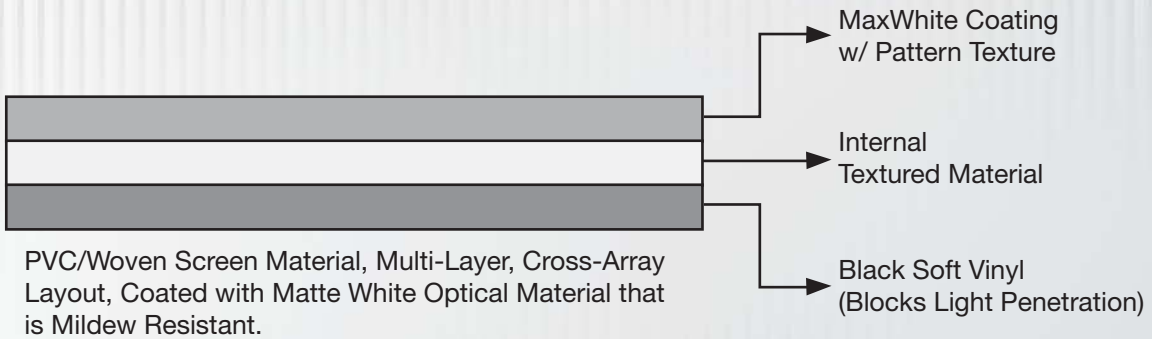 MaxWhite Coating
w/ Pattern Texture
Internal
Textured Material
Black Soft Vinyl
(Blocks Light Penetration)
PVC/Woven Screen Material, Multi-Layer, Cross-Array
Layout, Coated with Matte White Optical Material that
is Mildew Resistant.